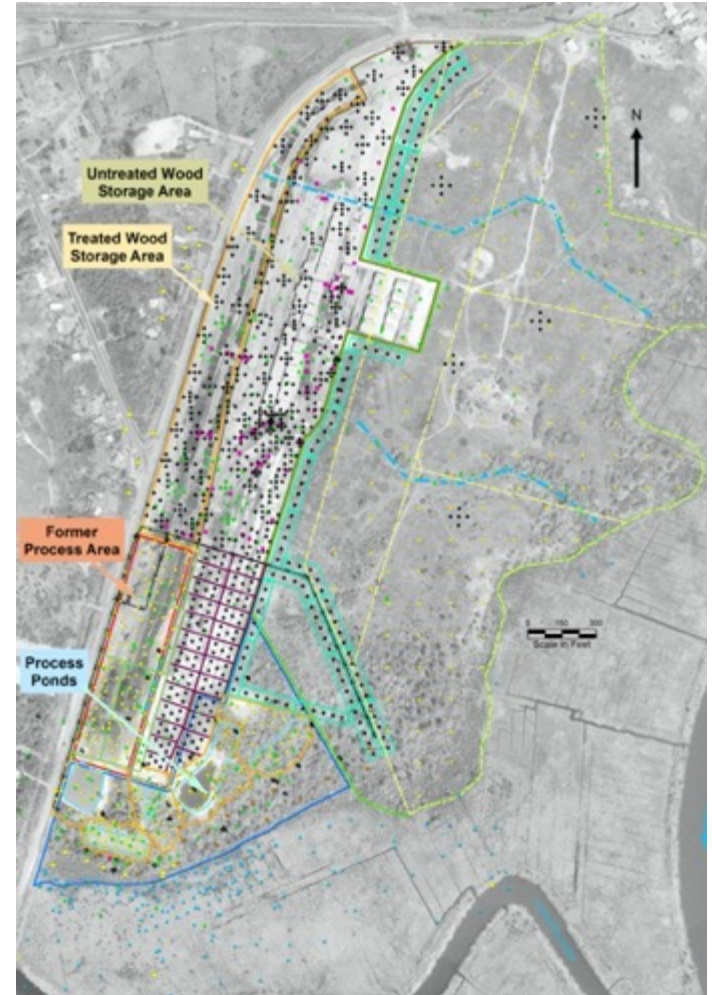 N
Untreated Wood
Storage Area
Treated Wood
Storage Area
Former
Process Area
Process
Ponds
0 150 300
Scale in Feet